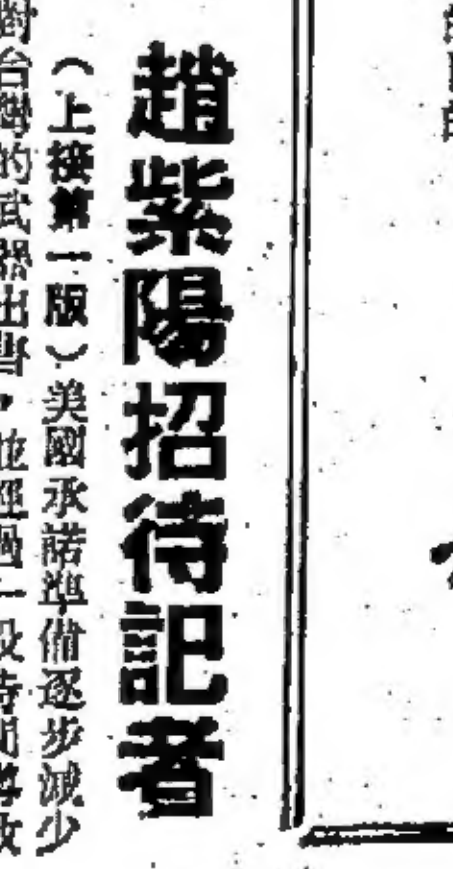 趙紫陽招待記者
（上接第一版）美國承諾準備逐步減少
對台灣的武器出售，並經過一段時間導致